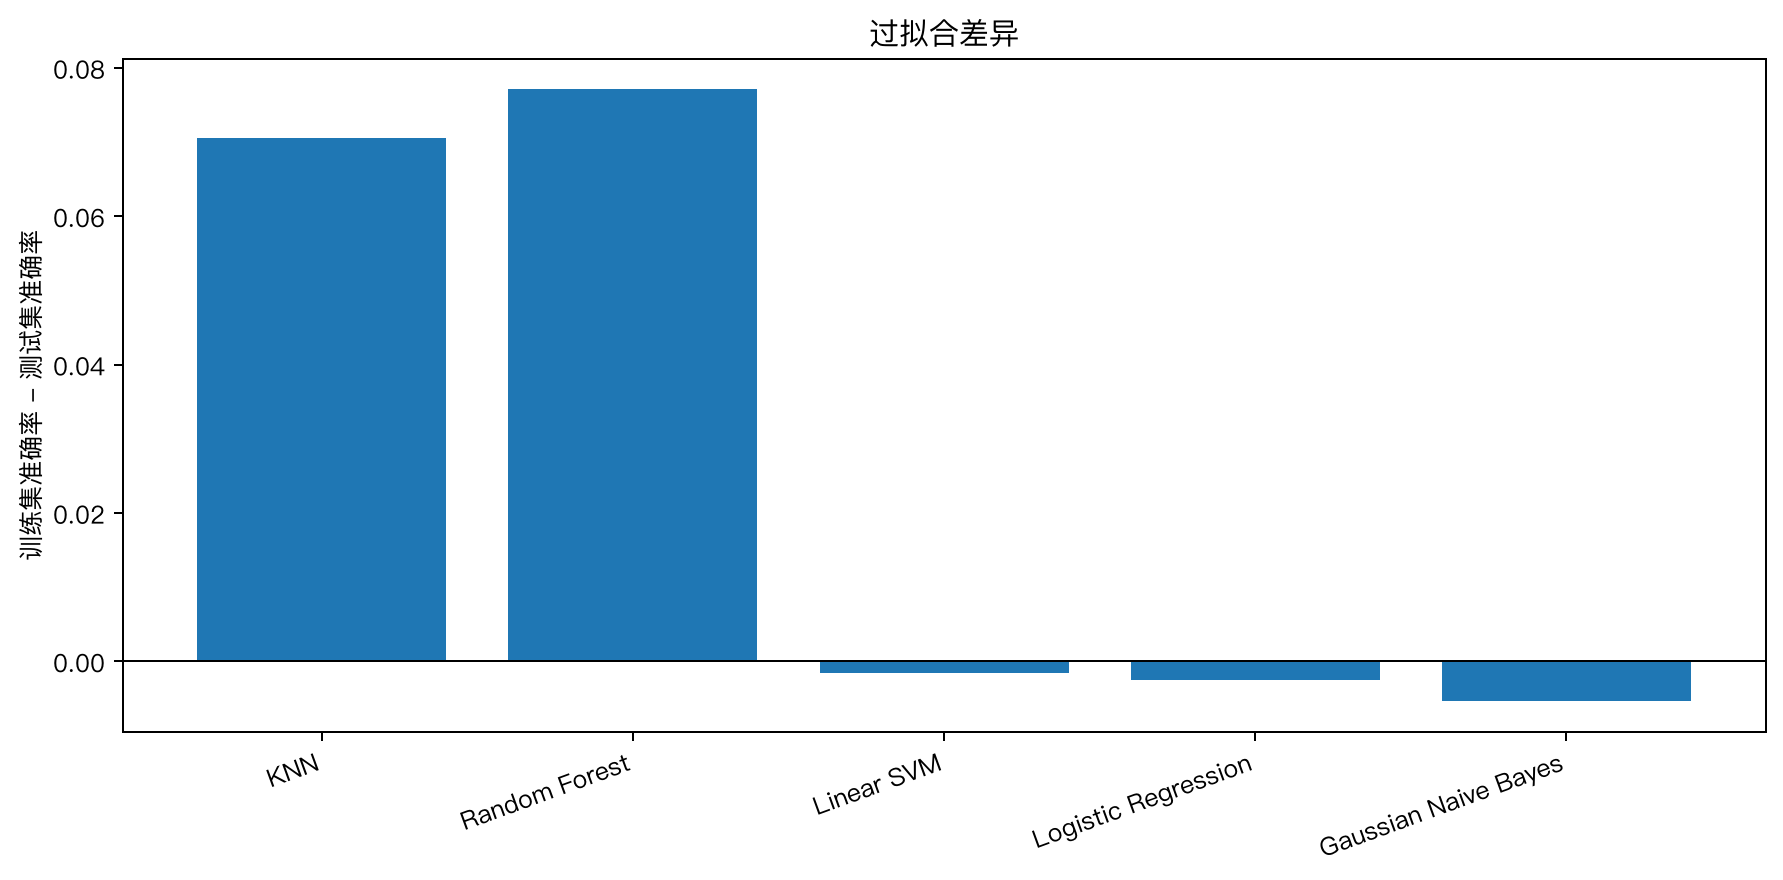 过拟合差异
训练集准确率 − 测试集准确率
0.08
0.06
0.04
0.02
0.00
KNN
Random Forest
Linear SVM
Logistic Regression
Gaussian Naive Bayes